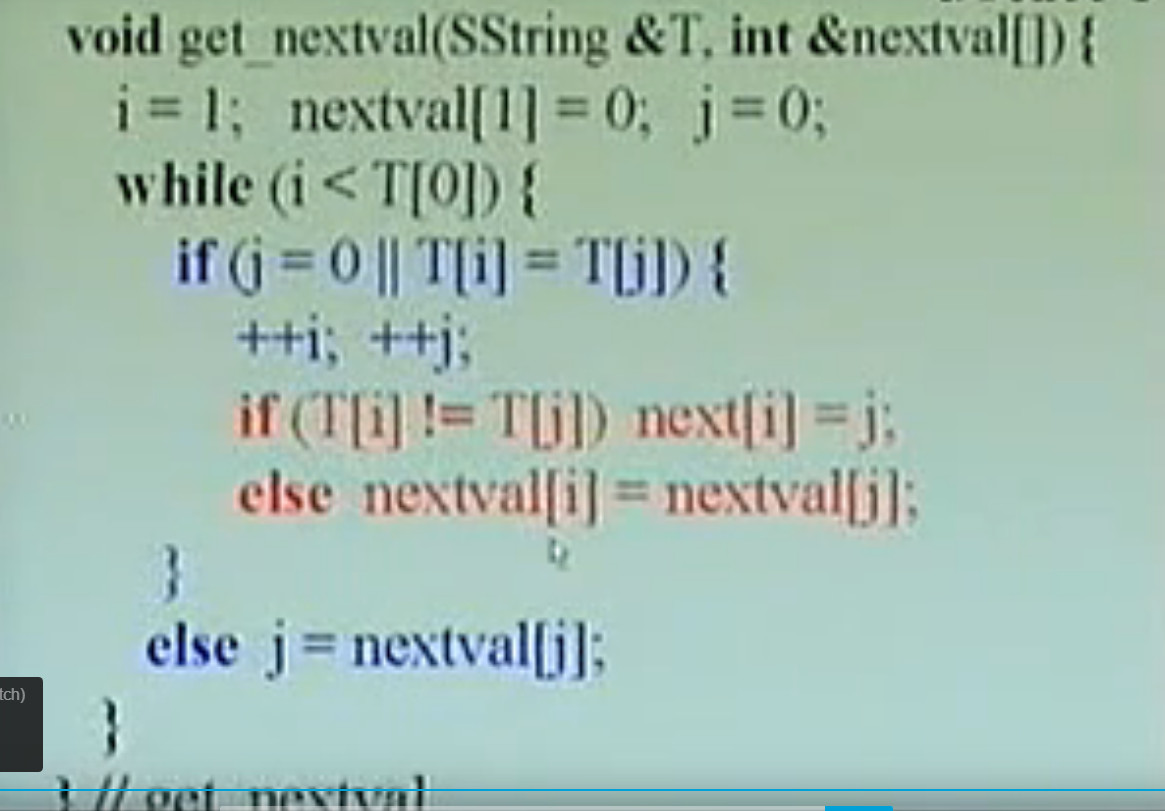 void get_nextval(SString &T, int &nextval[]) {
i = 1; nextval[1] = 0; j = 0;
while (i < T[0]) {
if (j = 0 || T[i] = T[j]) {
++i; ++j;
if (T[i] != T[j]) next[i] = j;
else nextval[i] = nextval[j];
}
else j = nextval[j];
tch)
}
} // get_nextval